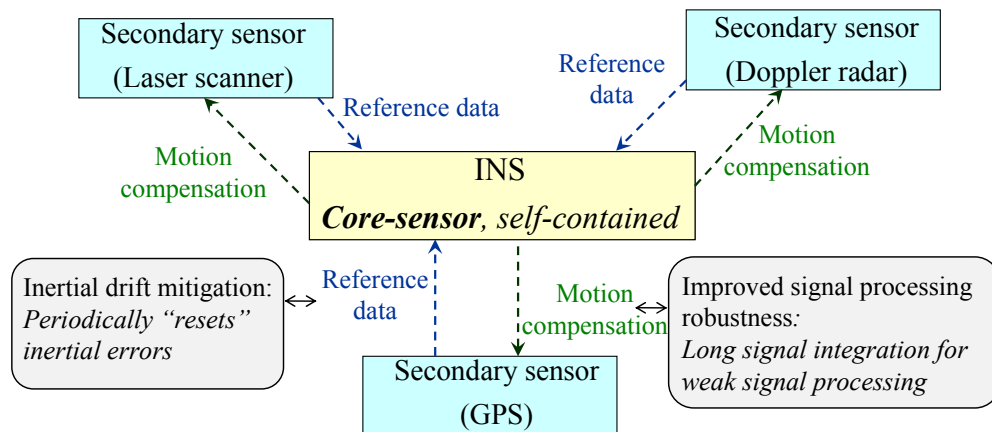 Secondary sensor
(Laser scanner)
Secondary sensor
(Doppler radar)
Reference data
Reference
data
Motion
compensation
Motion
compensation
INS
Core-sensor, self-contained
Inertial drift mitigation:
Periodically “resets”
inertial errors
Reference
data
Motion
compensation
Improved signal processing
robustness:
Long signal integration for
weak signal processing
Secondary sensor
(GPS)